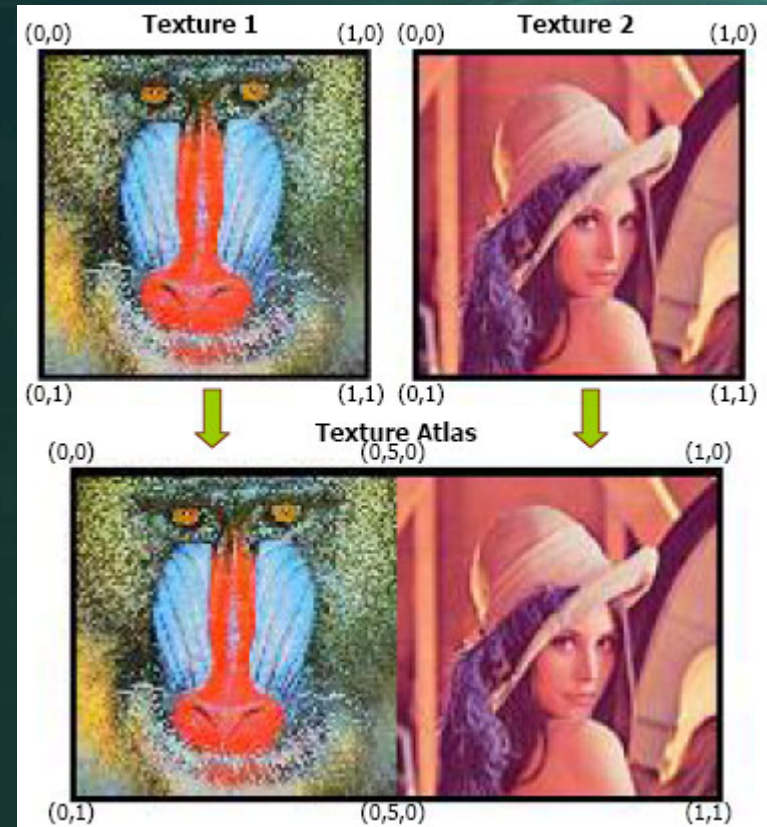 Texture 1 Texture 2
(0,0) (1,0) (0,0) (1,0)
(0,1) (1,1) (0,1) (1,1)
Texture Atlas
(0,0) (0,5,0) (1,0)
(0,1) (0,5,0) (1,1)